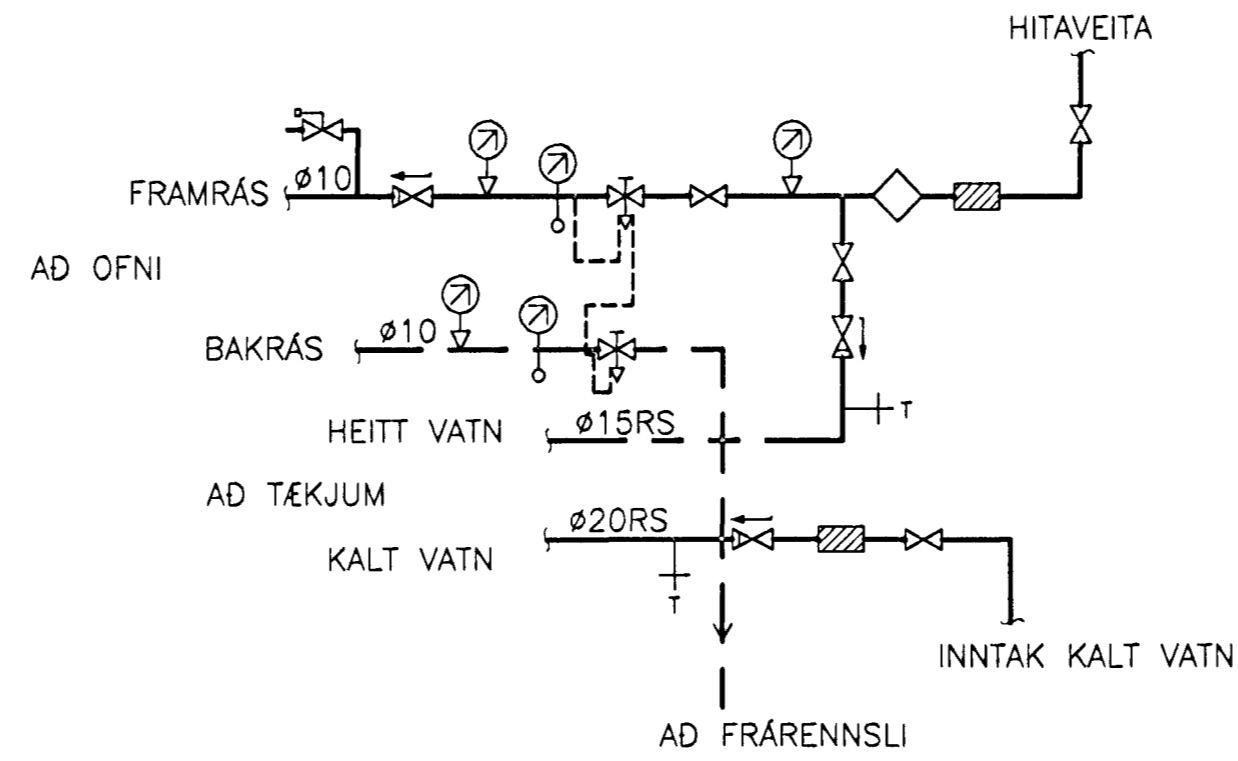 HITAVEITA
FRAMRÁS ø10
AÐ OFNI
BAKRÁS ø10
HEITT VATN ø15RS
T
AÐ TÆKJUM
KALT VATN ø20RS
T
INNTAK KALT VATN
AÐ FRÁRENNSLI